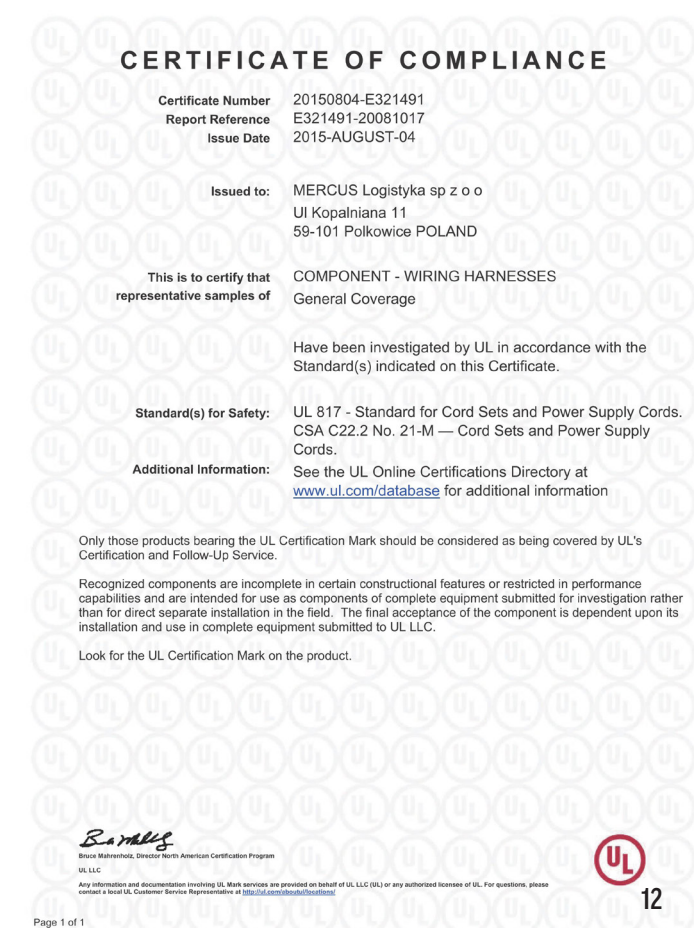 CERTIFICATE OF COMPLIANCE
Certificate Number 20150804-E321491
Report Reference E321491-20081017
Issue Date 2015-AUGUST-04
Issued to: MERCUS Logistyka sp z o o
Ul Kopalniana 11
59-101 Polkowice POLAND
This is to certify that COMPONENT - WIRING HARNESSES
representative samples of General Coverage
Have been investigated by UL in accordance with the
Standard(s) indicated on this Certificate.
Standard(s) for Safety: UL 817 - Standard for Cord Sets and Power Supply Cords.
CSA C22.2 No. 21-M — Cord Sets and Power Supply
Cords.
Additional Information: See the UL Online Certifications Directory at
www.ul.com/database for additional information
Only those products bearing the UL Certification Mark should be considered as being covered by UL's
Certification and Follow-Up Service.
Recognized components are incomplete in certain constructional features or restricted in performance
capabilities and are intended for use as components of complete equipment submitted for investigation rather
than for direct separate installation in the field. The final acceptance of the component is dependent upon its
installation and use in complete equipment submitted to UL LLC.
Look for the UL Certification Mark on the product.
Bruce Mahrenholz, Director North American Certification Program
UL LLC
Any information and documentation involving UL Mark services are provided on behalf of UL LLC (UL) or any authorized licensee of UL. For questions, please
contact a local UL Customer Service Representative at http://ul.com/aboutul/locations/
UL
12
Page 1 of 1